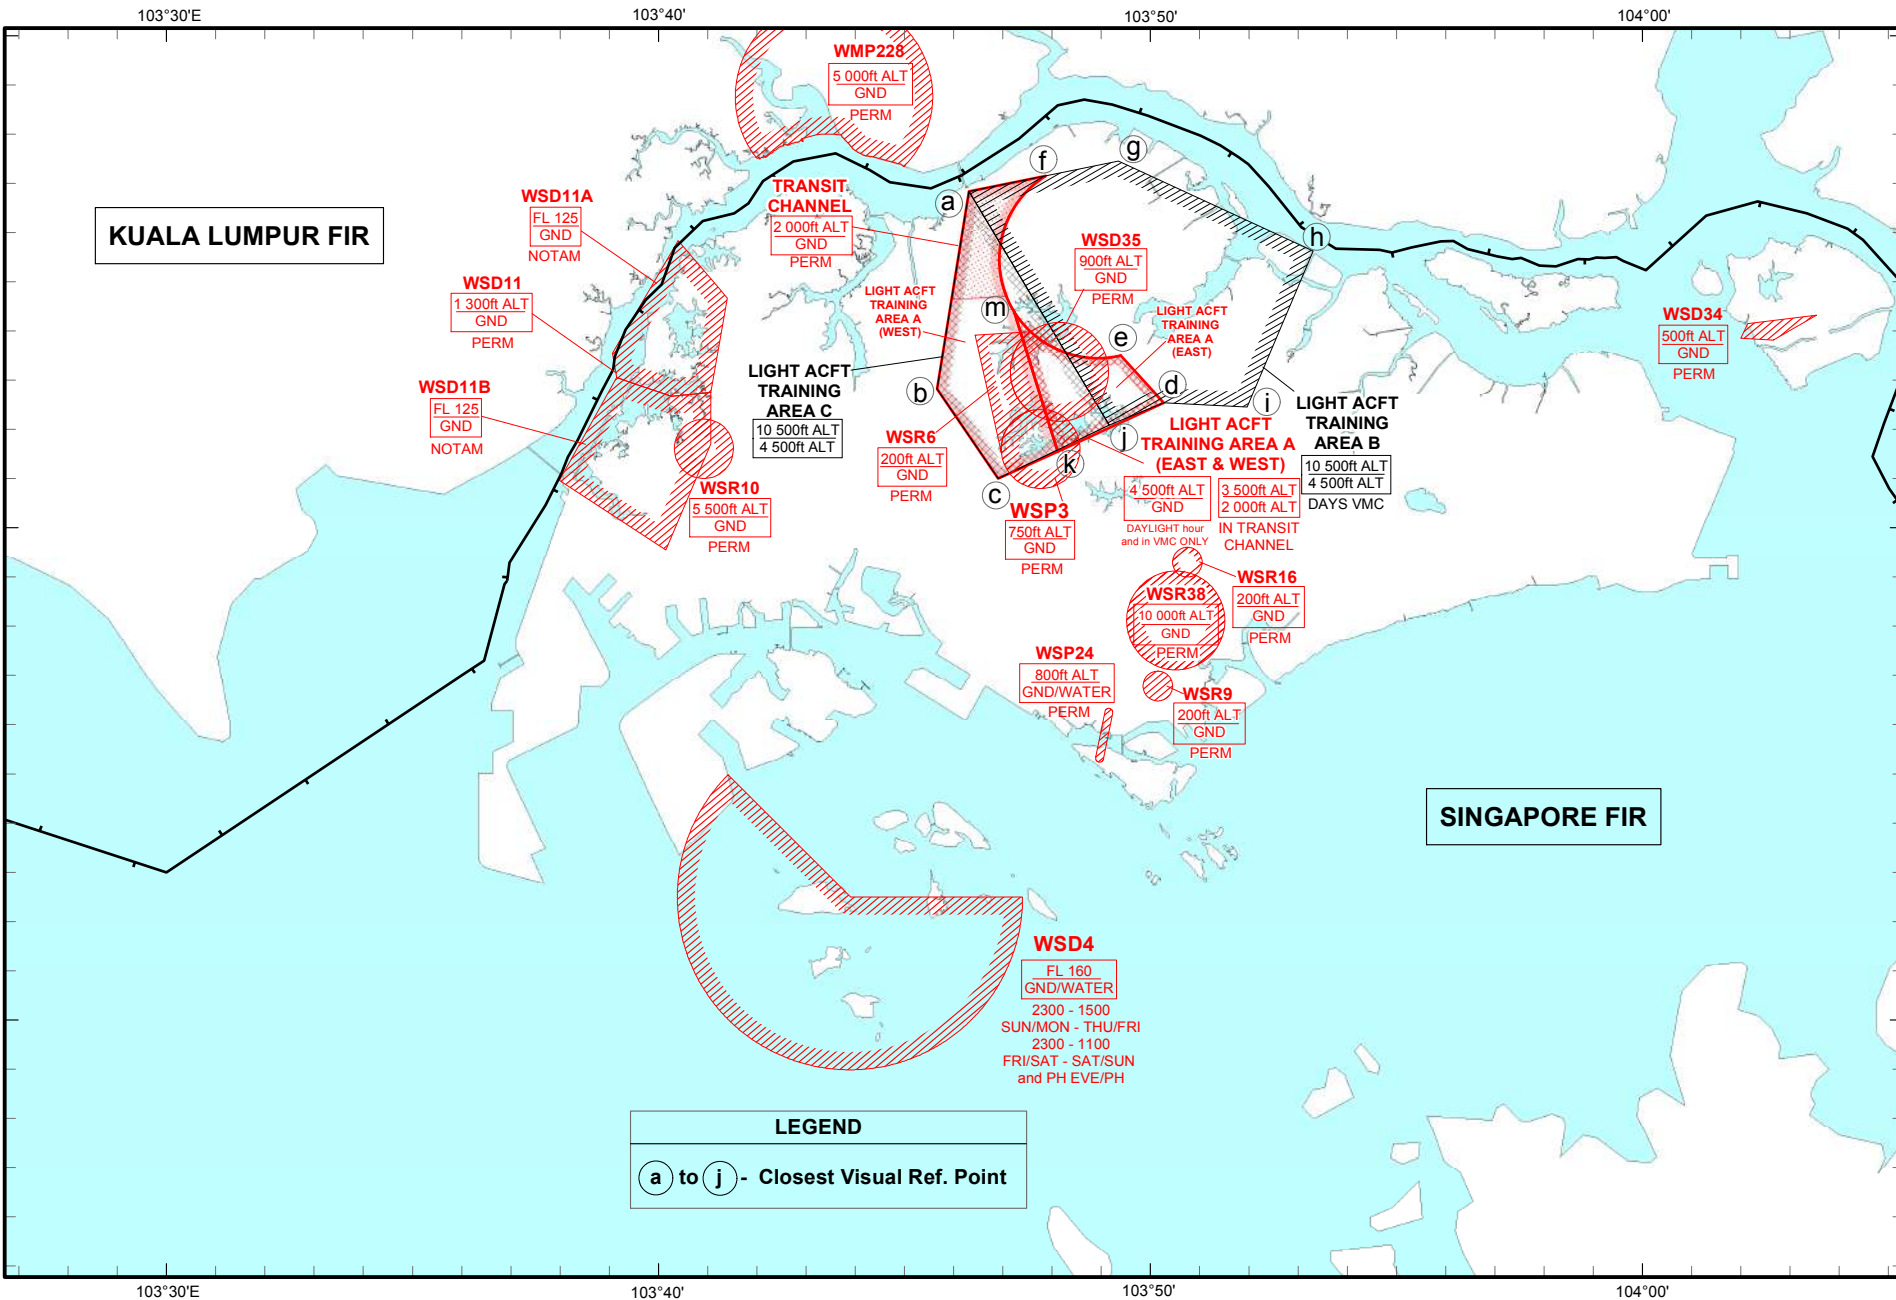 103°30'E
103°40'
103°50'
104°00'
WMP228
5 000ft ALT
GND
PERM
KUALA LUMPUR FIR
WSD11A
FL 125
GND
NOTAM
WSD11
1 300ft ALT
GND
PERM
WSD11B
FL 125
GND
NOTAM
WSR10
5 500ft ALT
GND
PERM
TRANSIT
CHANNEL
2 000ft ALT
GND
PERM
LIGHT ACFT
TRAINING
AREA A
(WEST)
LIGHT ACFT
TRAINING
AREA C
10 500ft ALT
4 500ft ALT
WSR6
200ft ALT
GND
PERM
a
f
g
h
m
e
b
d
i
j
k
c
WSD35
900ft ALT
GND
PERM
LIGHT ACFT
TRAINING
AREA A
(EAST)
WSP3
750ft ALT
GND
PERM
LIGHT ACFT
TRAINING AREA A
(EAST & WEST)
4 500ft ALT
GND
DAYLIGHT hour
and in VMC ONLY
3 500ft ALT
2 000ft ALT
IN TRANSIT
CHANNEL
LIGHT ACFT
TRAINING
AREA B
10 500ft ALT
4 500ft ALT
DAYS VMC
WSD34
500ft ALT
GND
PERM
WSR16
200ft ALT
GND
PERM
WSR38
10 000ft ALT
GND
PERM
WSP24
800ft ALT
GND/WATER
PERM
WSR9
200ft ALT
GND
PERM
SINGAPORE FIR
WSD4
FL 160
GND/WATER
2300 - 1500
SUN/MON - THU/FRI
2300 - 1100
FRI/SAT - SAT/SUN
and PH EVE/PH
LEGEND
a to j - Closest Visual Ref. Point
103°30'E
103°40'
103°50'
104°00'